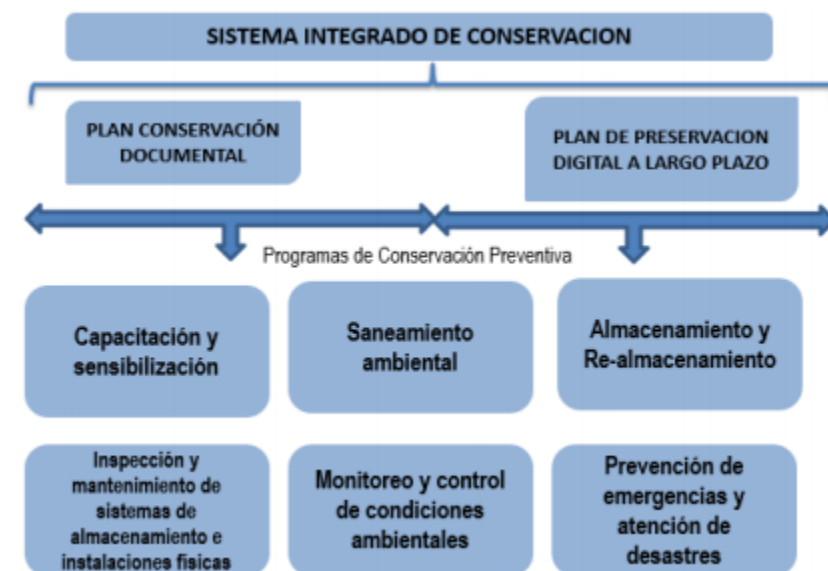 SISTEMA INTEGRADO DE CONSERVACION
PLAN CONSERVACIÓN
DOCUMENTAL
PLAN DE PRESERVACION
DIGITAL A LARGO PLAZO
Programas de Conservación Preventiva
Capacitación y
sensibilización
Saneamiento
ambiental
Almacenamiento y
Re-almacenamiento
Inspección y
mantenimiento de
sistemas de
almacenamiento e
instalaciones físicas
Monitoreo y control
de condiciones
ambientales
Prevención de
emergencias y
atención de
desastres